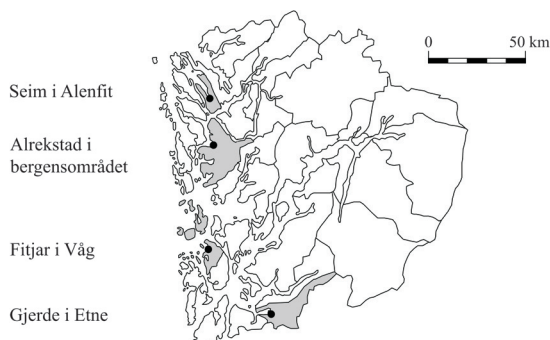 0 50 km
Seim i Alenfit
Alrekstad i
bergensområdet
Fitjar i Våg
Gjerde i Etne